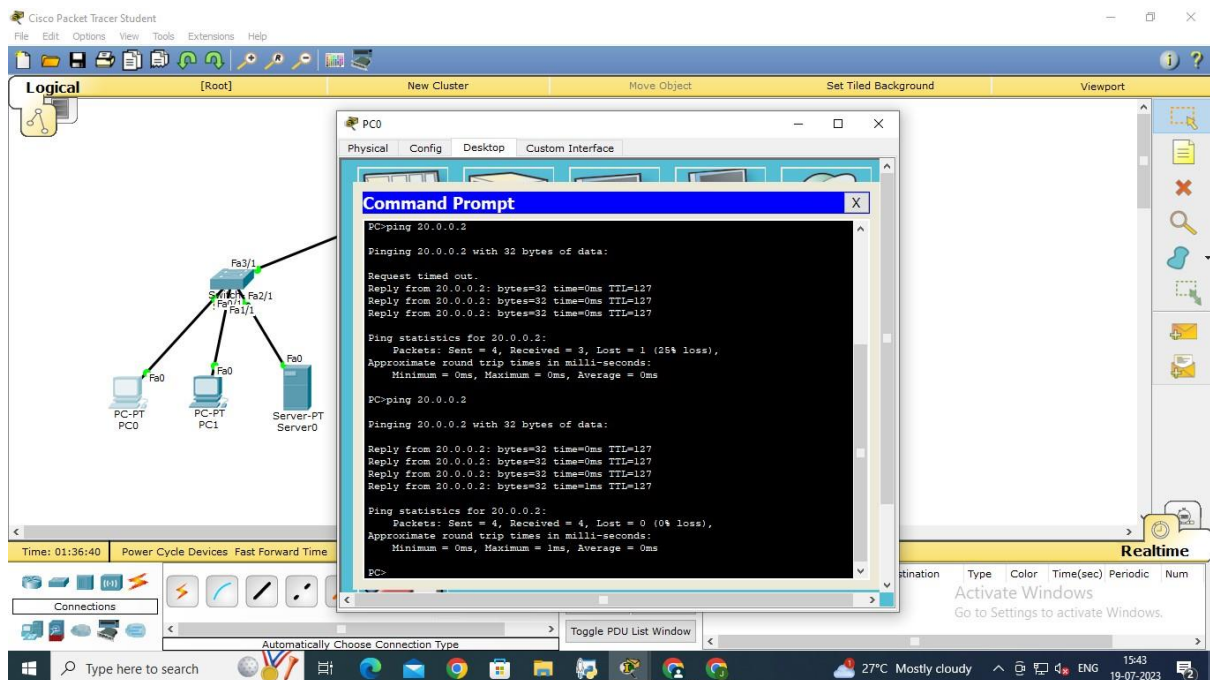 Cisco Packet Tracer Student
File Edit Options View Tools Extensions Help
Logical [Root] New Cluster Move Object Set Tiled Background Viewport
PC0
Physical Config Desktop Custom Interface
Command Prompt X
PC>ping 20.0.0.2
Pinging 20.0.0.2 with 32 bytes of data:
Request timed out.
Reply from 20.0.0.2: bytes=32 time=0ms TTL=127
Reply from 20.0.0.2: bytes=32 time=0ms TTL=127
Reply from 20.0.0.2: bytes=32 time=0ms TTL=127
Ping statistics for 20.0.0.2:
Packets: Sent = 4, Received = 3, Lost = 1 (25% loss),
Approximate round trip times in milli-seconds:
Minimum = 0ms, Maximum = 0ms, Average = 0ms
PC>ping 20.0.0.2
Pinging 20.0.0.2 with 32 bytes of data:
Reply from 20.0.0.2: bytes=32 time=0ms TTL=127
Reply from 20.0.0.2: bytes=32 time=0ms TTL=127
Reply from 20.0.0.2: bytes=32 time=0ms TTL=127
Reply from 20.0.0.2: bytes=32 time=1ms TTL=127
Ping statistics for 20.0.0.2:
Packets: Sent = 4, Received = 4, Lost = 0 (0% loss),
Approximate round trip times in milli-seconds:
Minimum = 0ms, Maximum = 1ms, Average = 0ms
PC>
Fa3/1
Fa2/1
Fa0/1
Fa1/1
Fa0
Fa0
Fa0
PC-PT
PC0
PC-PT
PC1
Server-PT
Server0
Time: 01:36:40 Power Cycle Devices Fast Forward Time
Realtime
Connections
Automatically Choose Connection Type
Toggle PDU List Window
Type Color Time(sec) Periodic Num
Activate Windows
Go to Settings to activate Windows.
Type here to search
27°C Mostly cloudy ENG 15:43
19-07-2023